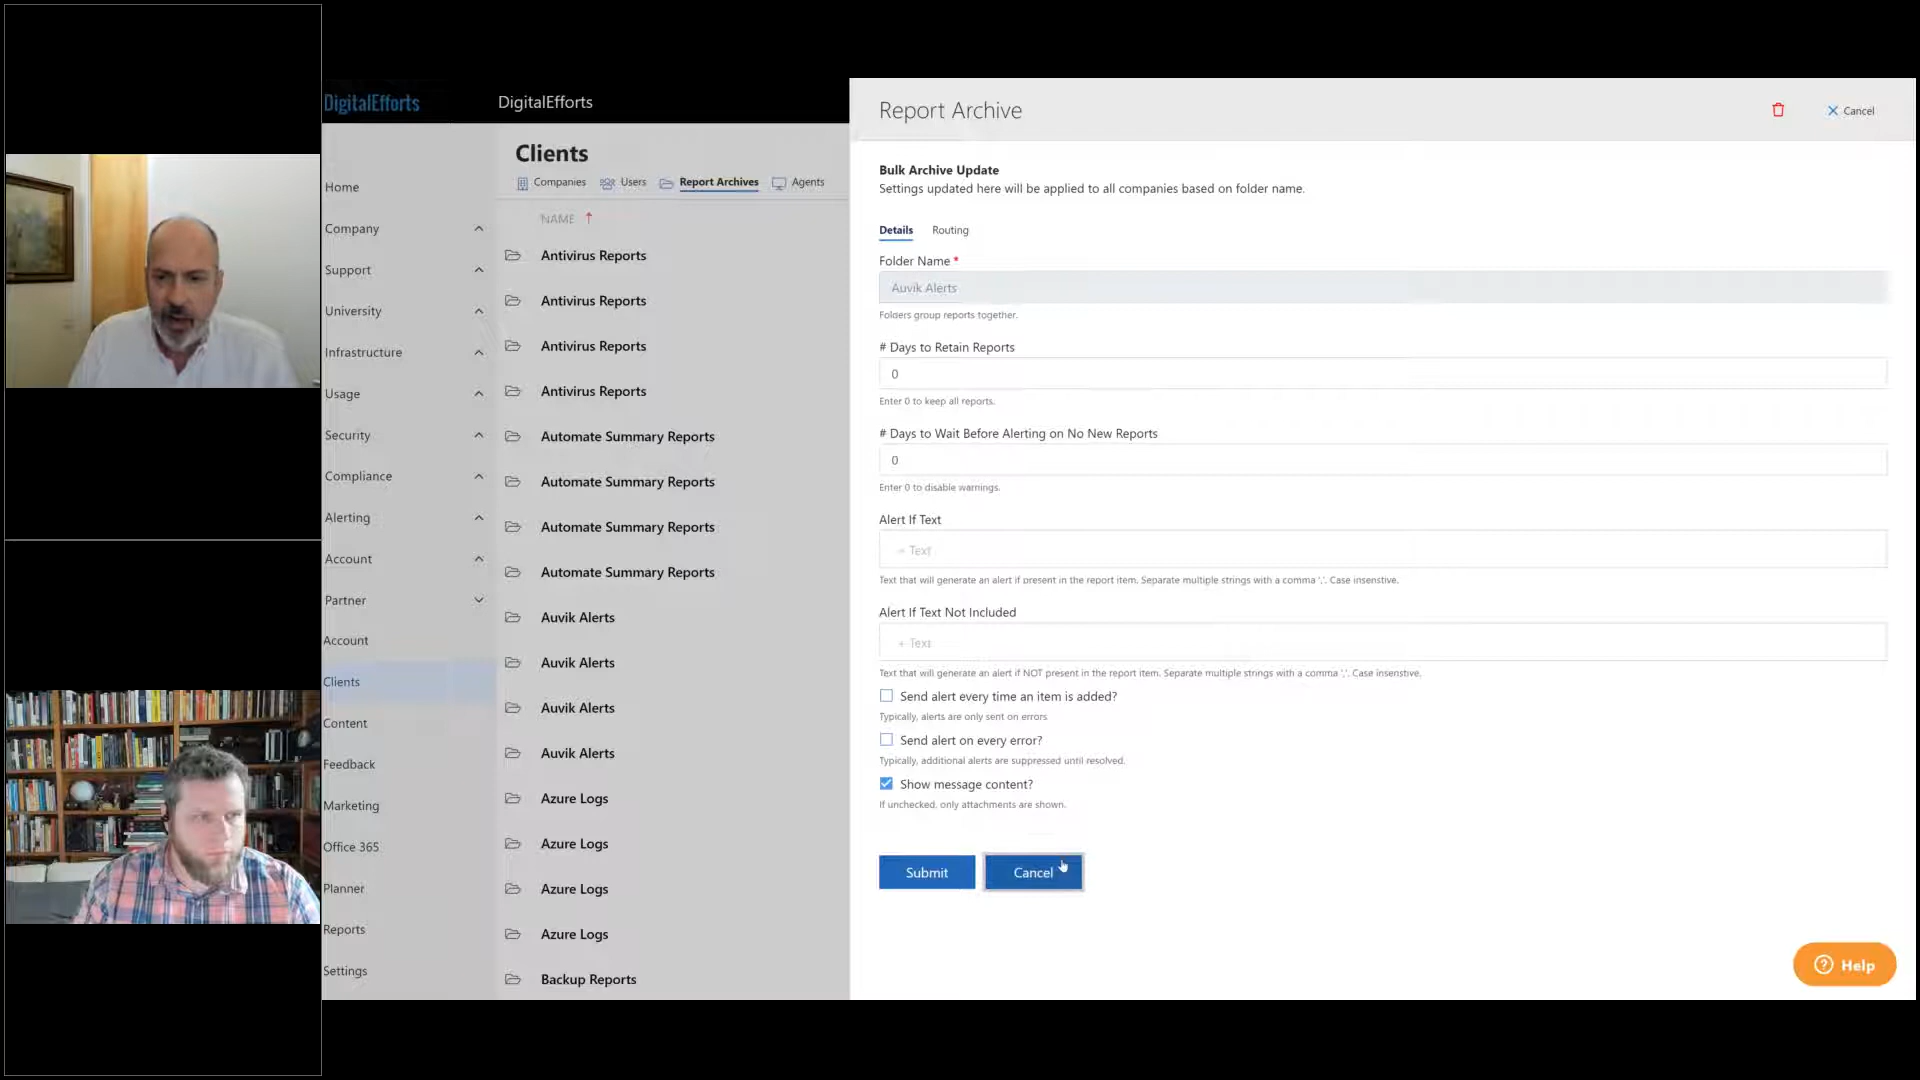 DigitalEfforts
DigitalEfforts
Report Archive
Cancel
Home
Company
Support
University
Infrastructure
Usage
Security
Compliance
Alerting
Account
Partner
Account
Clients
Content
Feedback
Marketing
Office 365
Planner
Reports
Settings
Clients
Companies Users Report Archives Agents
NAME
Antivirus Reports
Antivirus Reports
Antivirus Reports
Antivirus Reports
Automate Summary Reports
Automate Summary Reports
Automate Summary Reports
Automate Summary Reports
Auvik Alerts
Auvik Alerts
Auvik Alerts
Auvik Alerts
Azure Logs
Azure Logs
Azure Logs
Azure Logs
Backup Reports
Bulk Archive Update
Settings updated here will be applied to all companies based on folder name.
Details Routing
Folder Name *
Auvik Alerts
Folders group reports together.
# Days to Retain Reports
0
Enter 0 to keep all reports.
# Days to Wait Before Alerting on No New Reports
0
Enter 0 to disable warnings.
Alert If Text
+ Text
Text that will generate an alert if present in the report item. Separate multiple strings with a comma ','. Case insenstive.
Alert If Text Not Included
+ Text
Text that will generate an alert if NOT present in the report item. Separate multiple strings with a comma ','. Case insenstive.
Send alert every time an item is added?
Typically, alerts are only sent on errors
Send alert on every error?
Typically, additional alerts are suppressed until resolved.
Show message content?
If unchecked, only attachments are shown.
Submit Cancel
Help